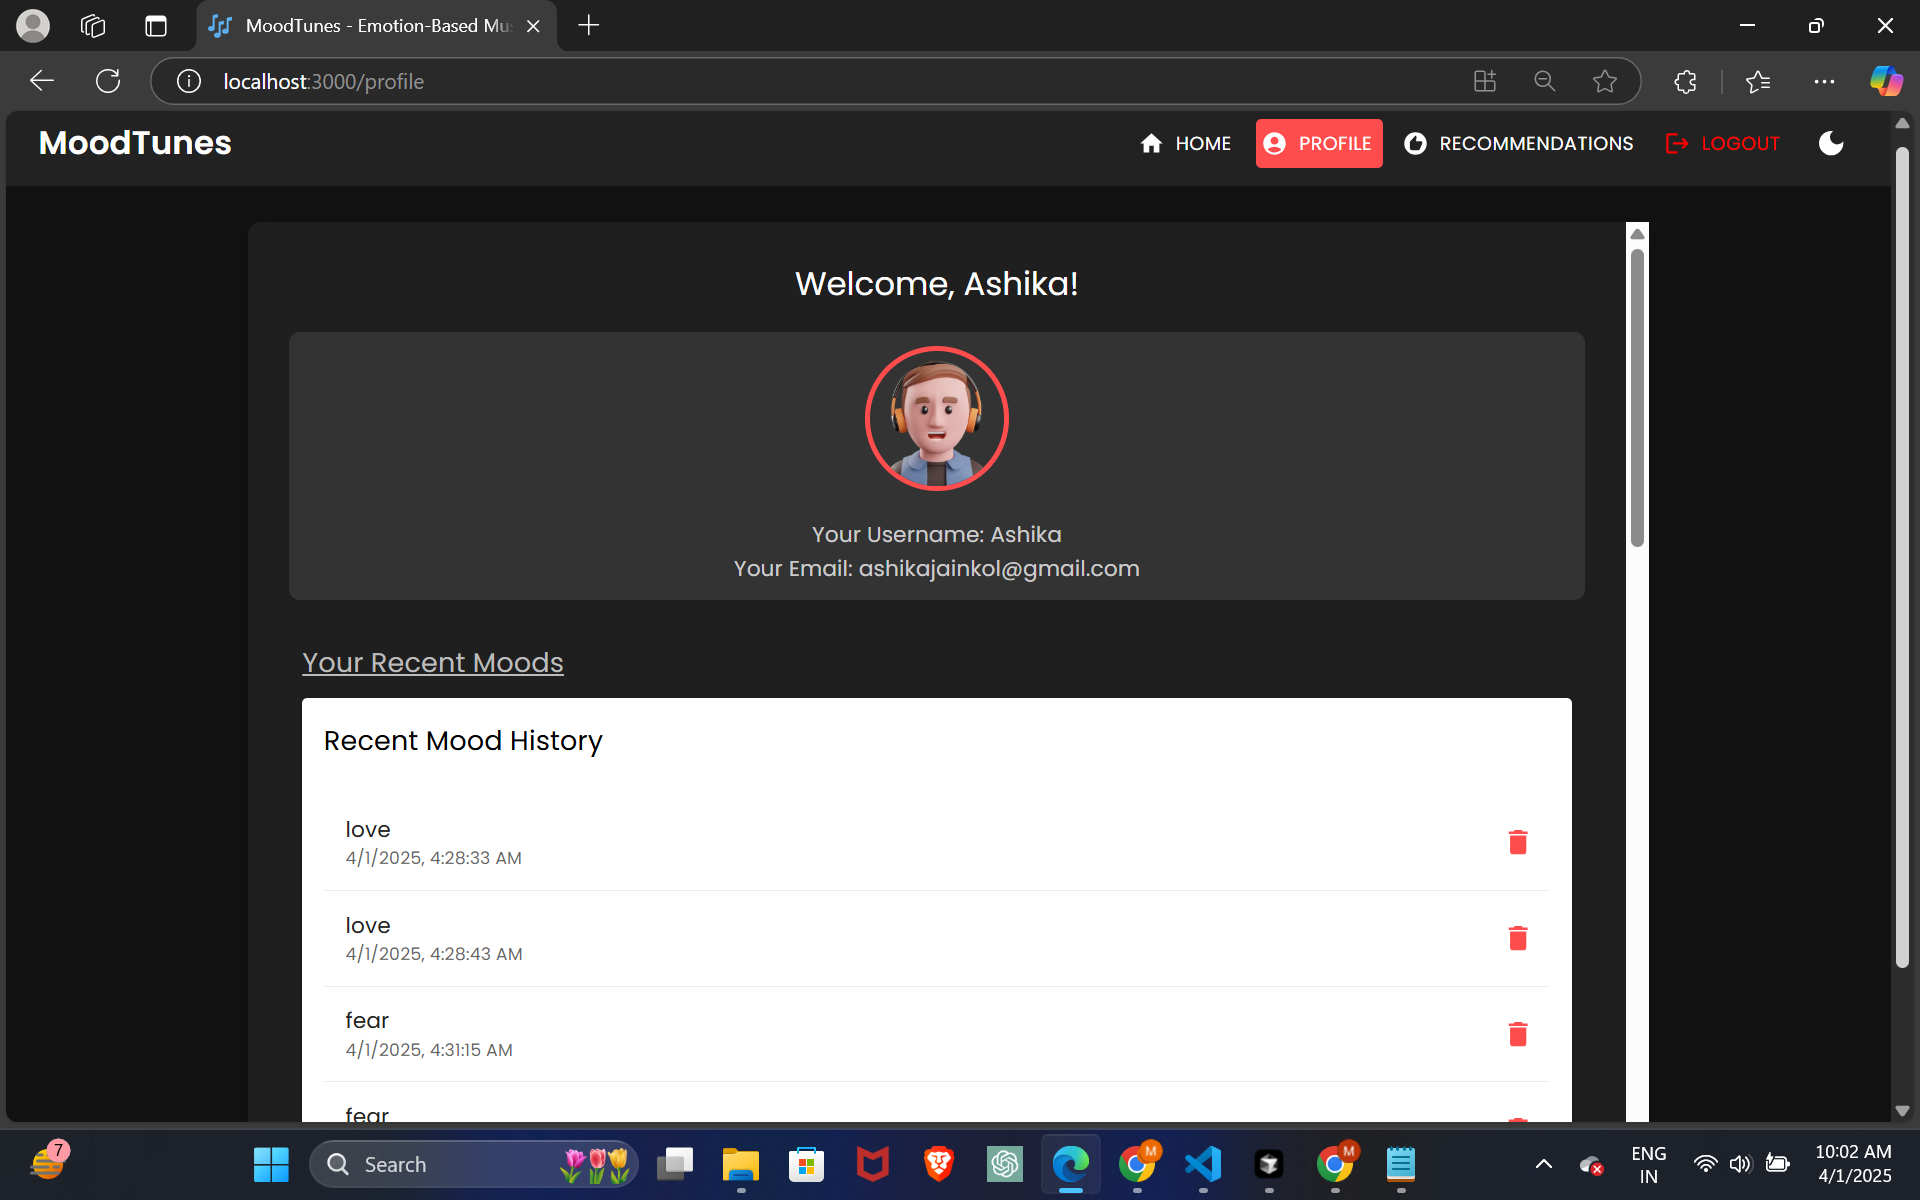 MoodTunes - Emotion-Based Mus
localhost:3000/profile
MoodTunes
HOME
PROFILE
RECOMMENDATIONS
LOGOUT
Welcome, Ashika!
Your Username: Ashika
Your Email: ashikajainkol@gmail.com
Your Recent Moods
Recent Mood History
love
4/1/2025, 4:28:33 AM
love
4/1/2025, 4:28:43 AM
fear
4/1/2025, 4:31:15 AM
fear
7
Search
M
M
ENG
IN
10:02 AM
4/1/2025